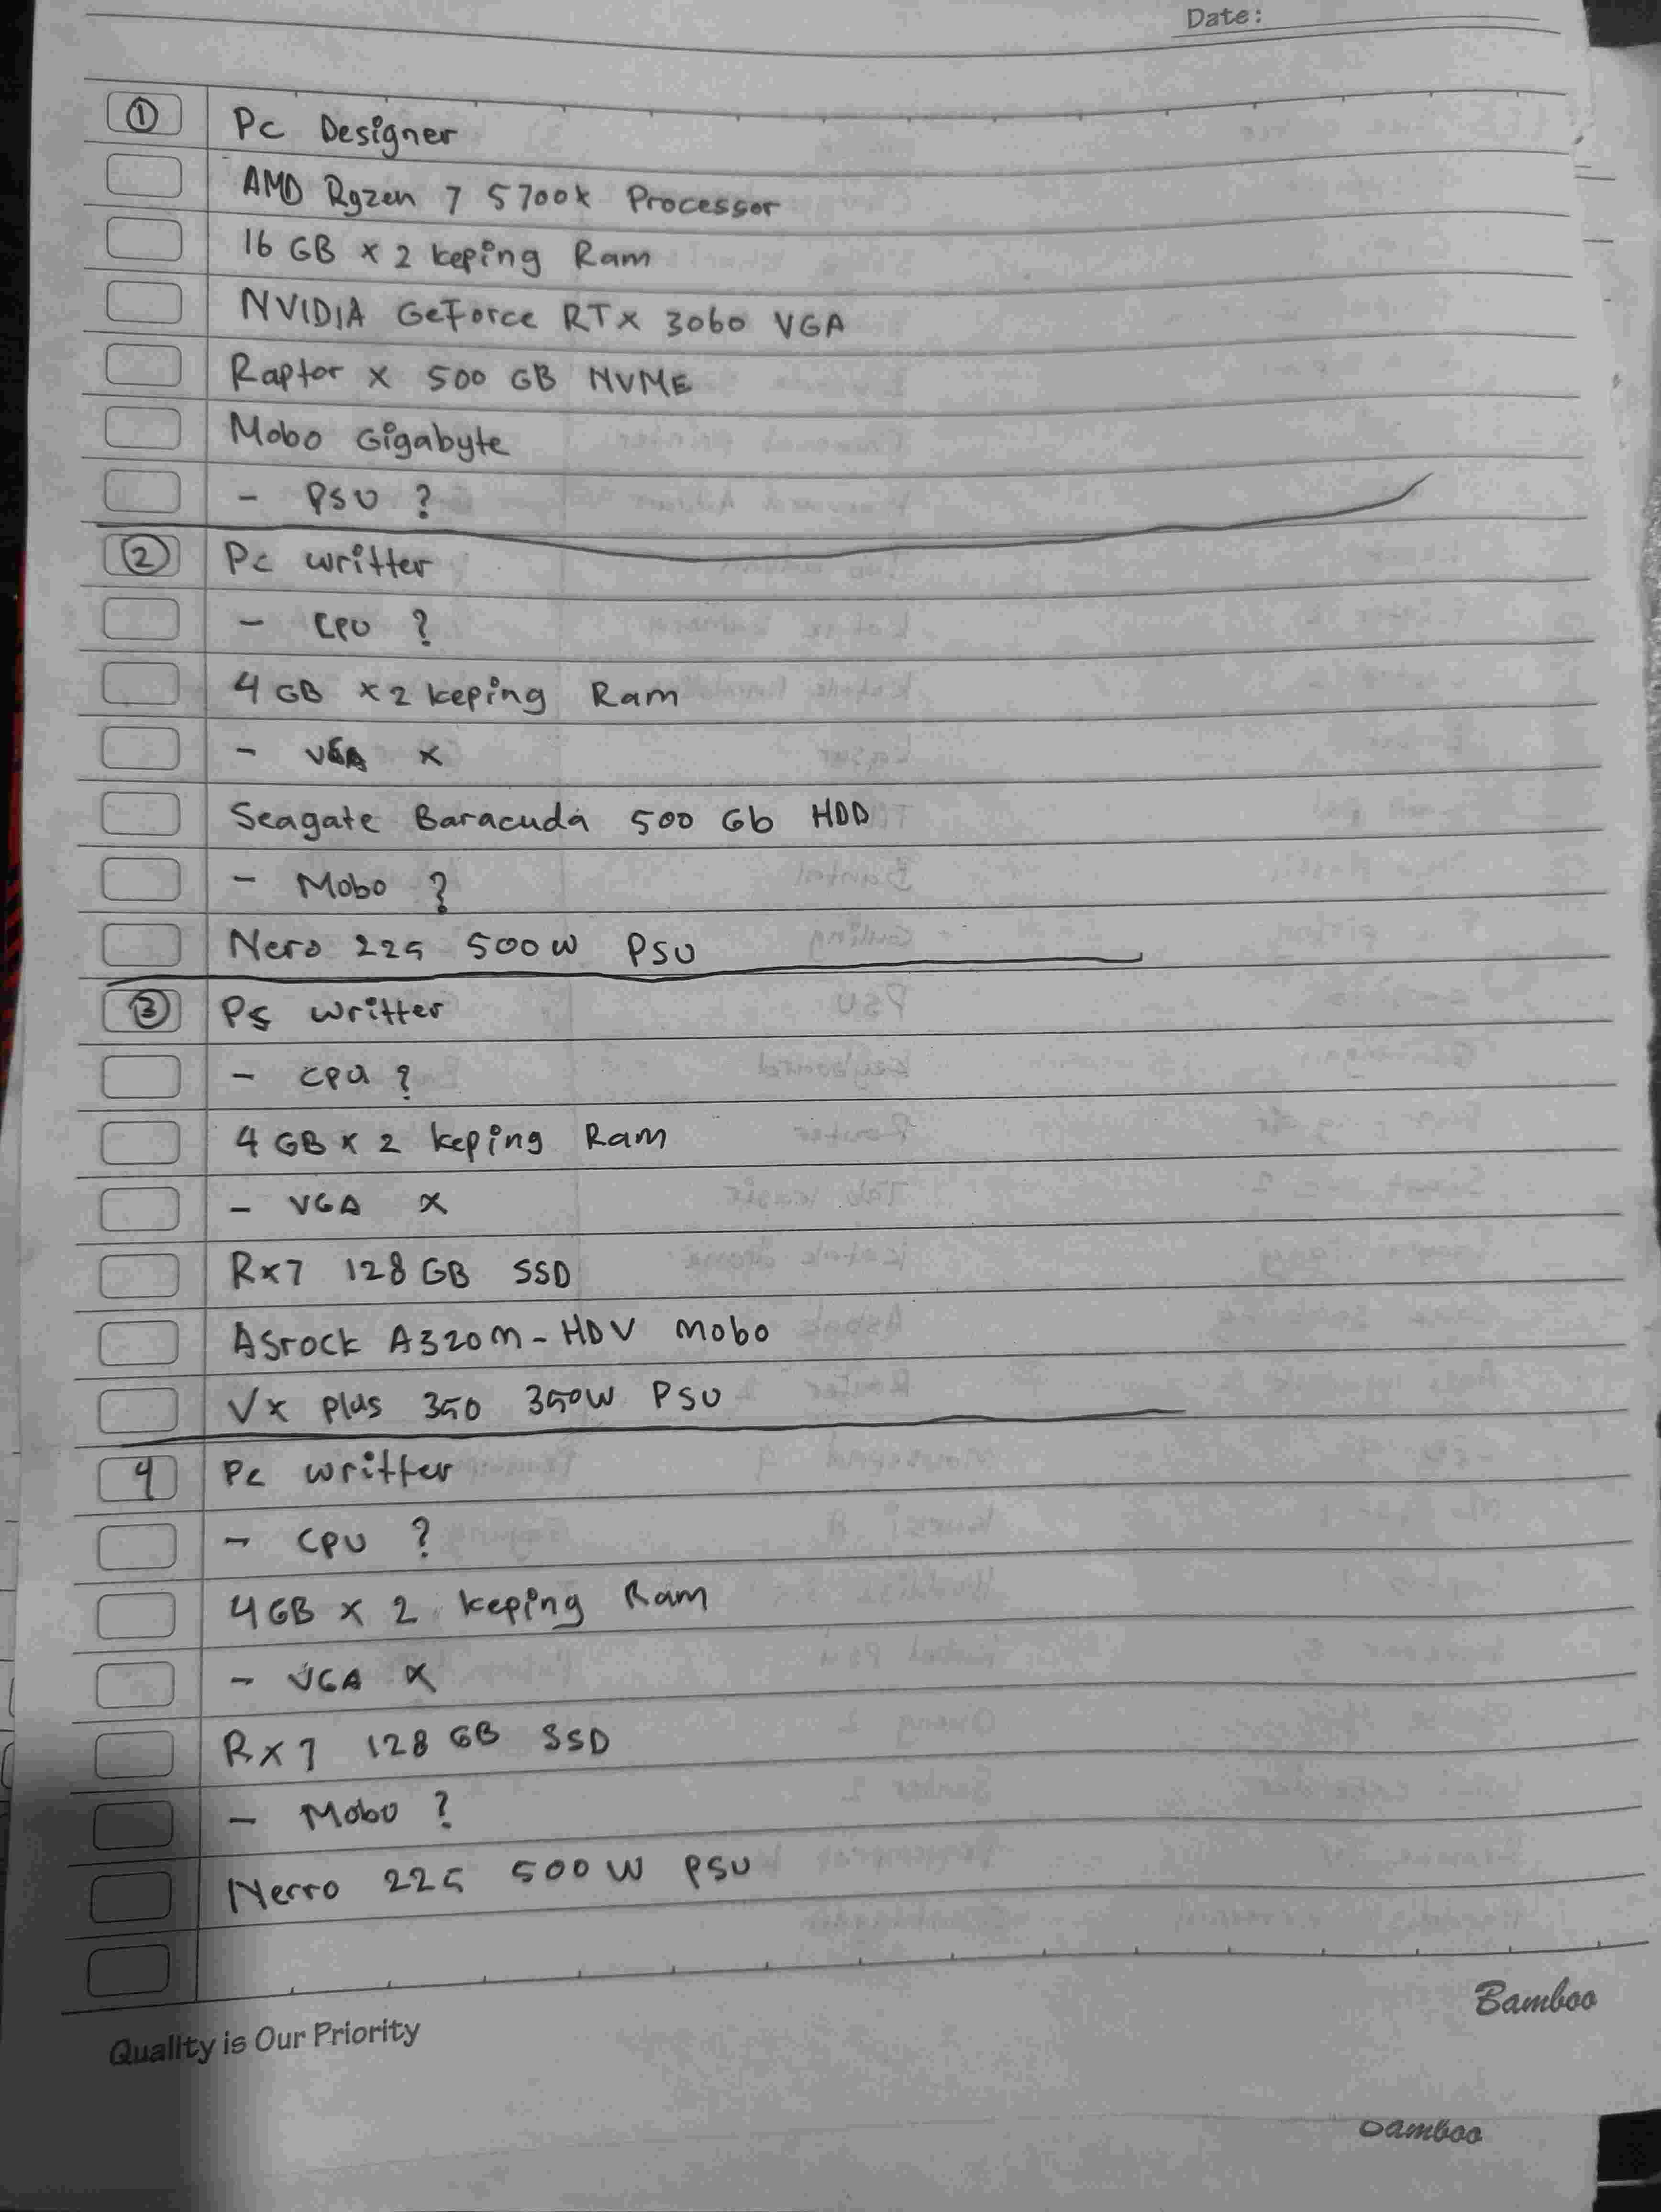 Date:
① Pc Designer
AMD Ryzen 7 5700x Processor
16 GB x 2 keping Ram
NVIDIA GeForce RTX 3060 VGA
Raptor x 500 GB NVME
Mobo Gigabyte
- PSU ?
② Pc writter
- CPU ?
4 GB x 2 keping Ram
- VGA x
Seagate Baracuda 500 Gb HDD
- Mobo ?
Nero 225 500 W PSU
③ Ps writter
- CPU ?
4 GB x 2 keping Ram
- VGA x
Rx7 128 GB SSD
Asrock A320M-HDV Mobo
Vx plus 350 350W PSU
4 Pc writter
- CPU ?
4 GB x 2 keping Ram
- VGA x
Rx7 128 GB SSD
- Mobo ?
Nerro 225 500 W PSU
Bamboo
Quality is Our Priority
Bamboo